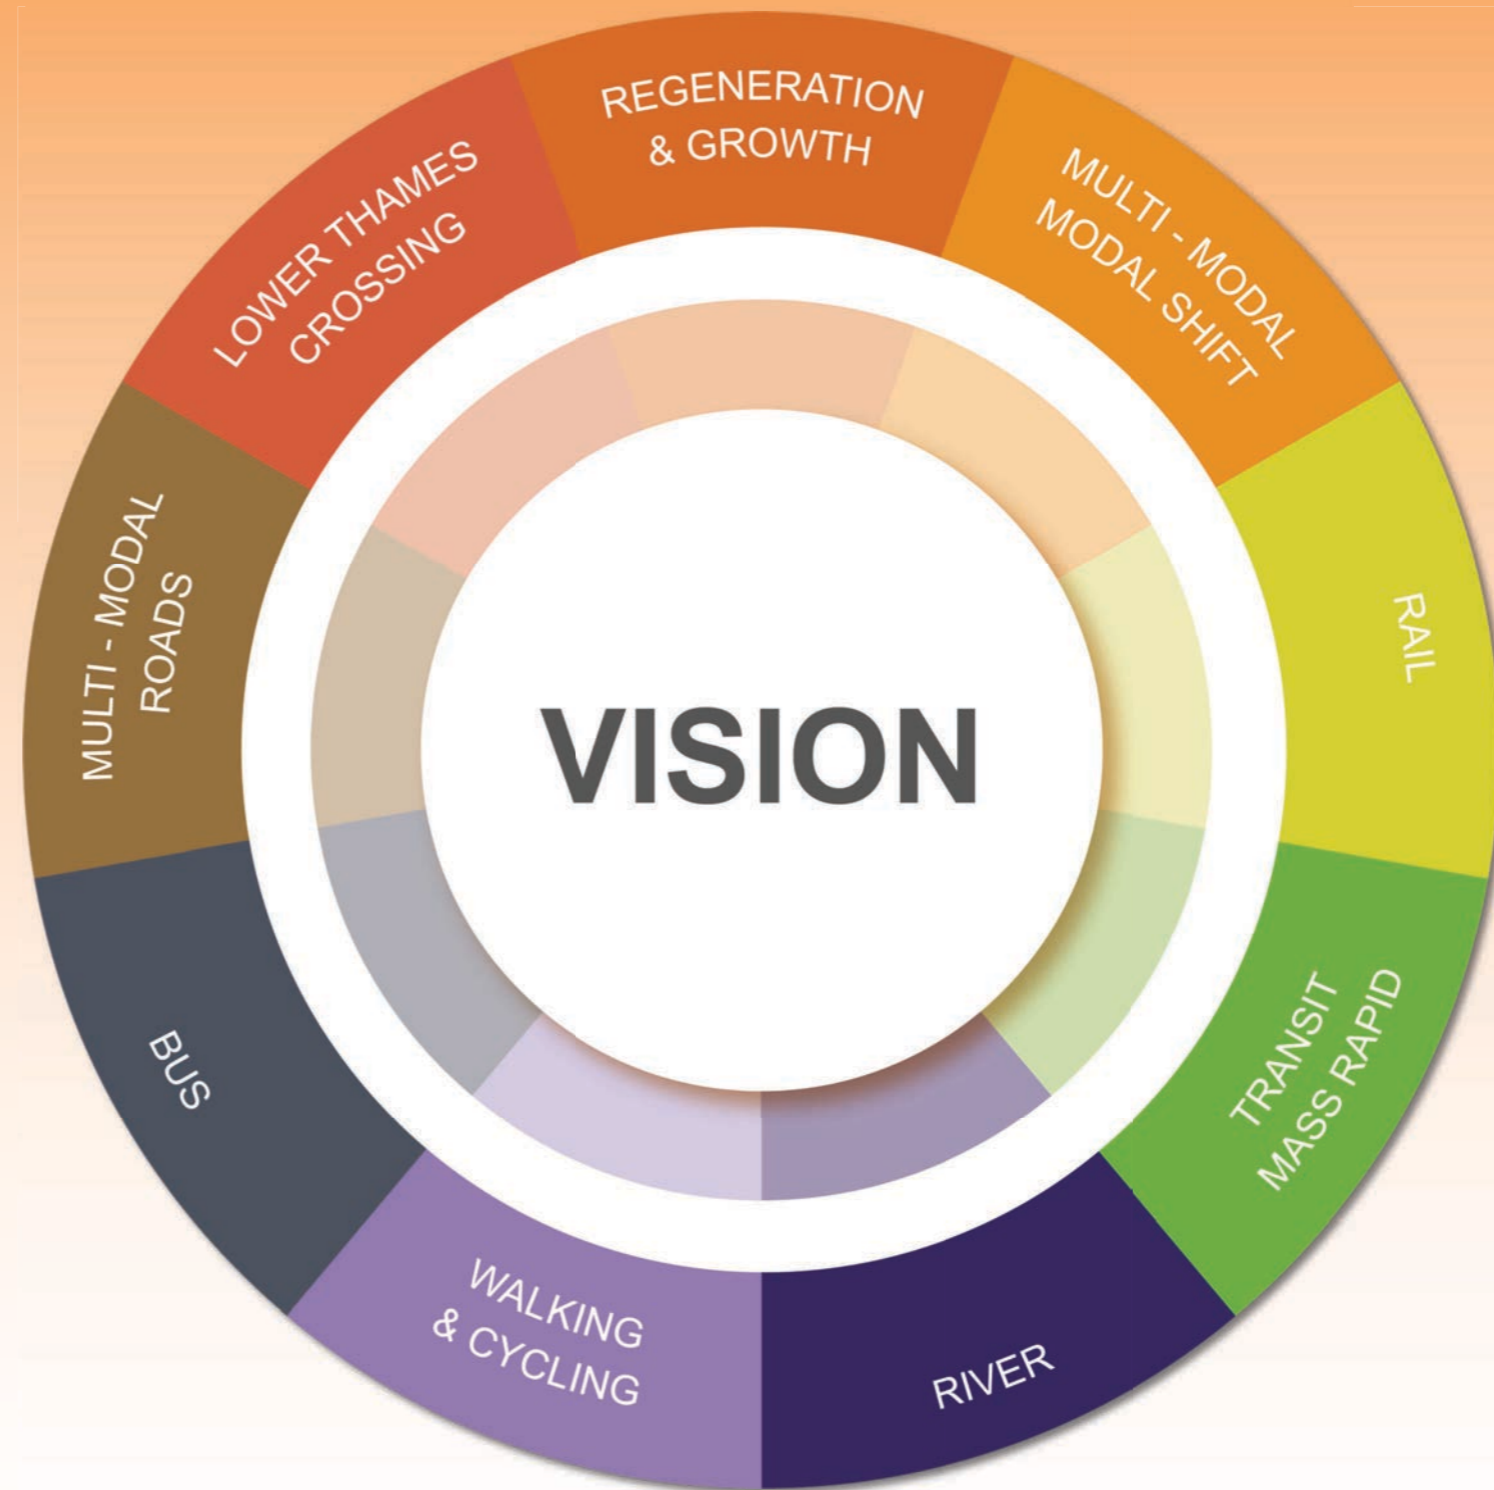 REGENERATION
& GROWTH
MULTI - MODAL
MODAL SHIFT
RAIL
TRANSIT
MASS RAPID
RIVER
WALKING
& CYCLING
BUS
MULTI - MODAL
ROADS
LOWER THAMES
CROSSING
VISION